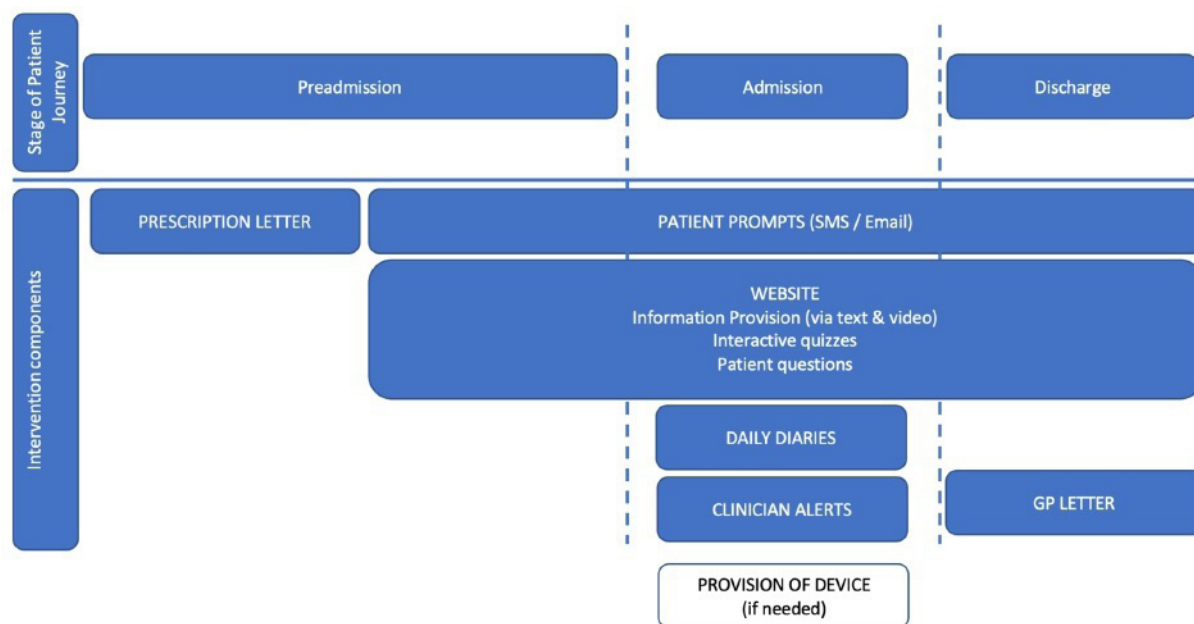 Stage of Patient
Journey
Preadmission
Admission
Discharge
Intervention components
PRESCRIPTION LETTER
PATIENT PROMPTS (SMS / Email)
WEBSITE
Information Provision (via text & video)
Interactive quizzes
Patient questions
DAILY DIARIES
CLINICIAN ALERTS
GP LETTER
PROVISION OF DEVICE
(if needed)